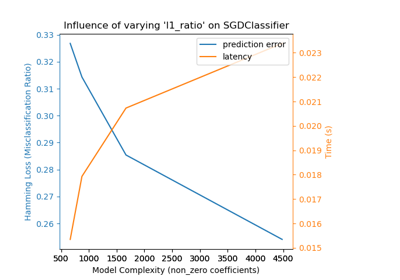 Influence of varying 'l1_ratio' on SGDClassifier
prediction error
latency
Hamming Loss (Misclassification Ratio)
0.33
0.32
0.31
0.30
0.29
0.28
0.27
0.26
0.023
0.022
0.021
0.020
0.019
0.018
0.017
0.016
0.015
Time (s)
500 1000 1500 2000 2500 3000 3500 4000 4500
Model Complexity (non_zero coefficients)